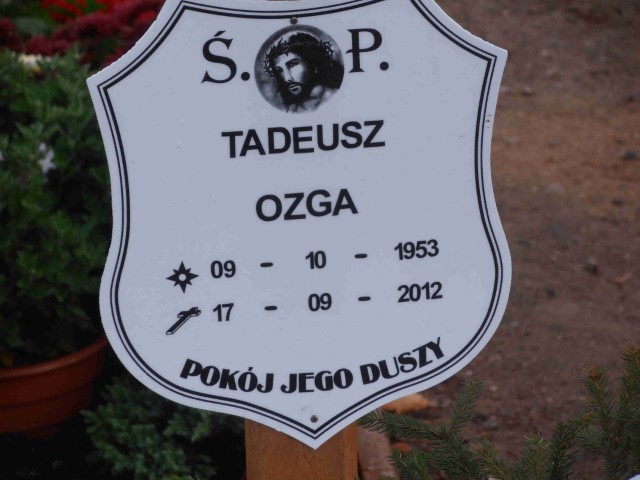 Ś. P.
TADEUSZ
OZGA
09 - 10 - 1953
17 - 09 - 2012
POKÓJ JEGO DUSZY